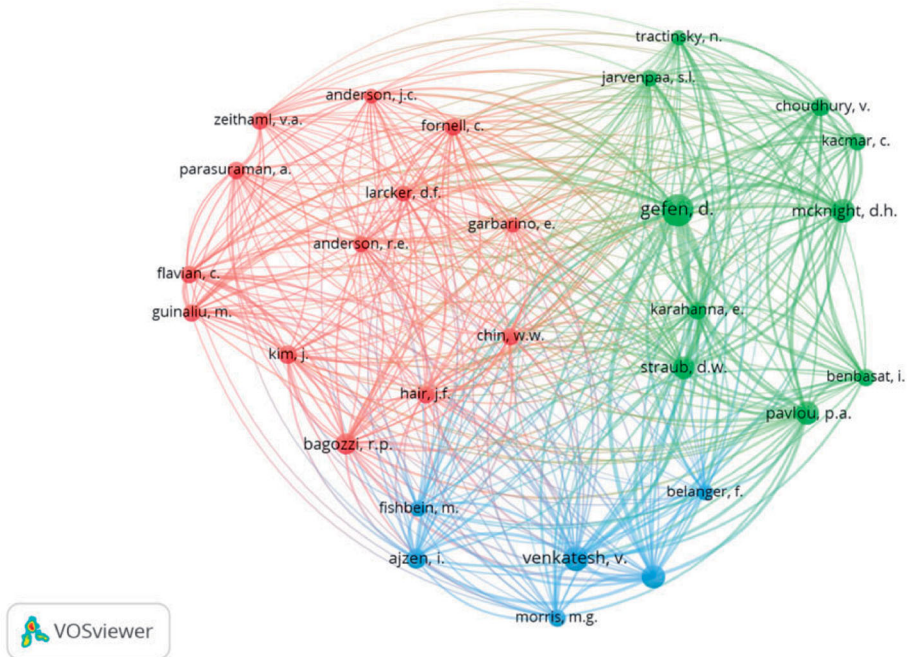 tractinsky, n.
jarvenpaa, s.l.
anderson, j.c.
choudhury, v.
zeithaml, v.a.
fornell, c.
kacmar, c.
parasuraman, a.
larcker, d.f.
gefen, d.
mcknight, d.h.
garbarino, e.
anderson, r.e.
flavian, c.
guinaliu, m.
karahanna, e.
chin, w.w.
kim, j.
straub, d.w.
benbasat, i.
hair, j.f.
pavlou, p.a.
bagozzi, r.p.
belanger, f.
fishbein, m.
ajzen, i.
venkatesh, v.
morris, m.g.
VOSviewer